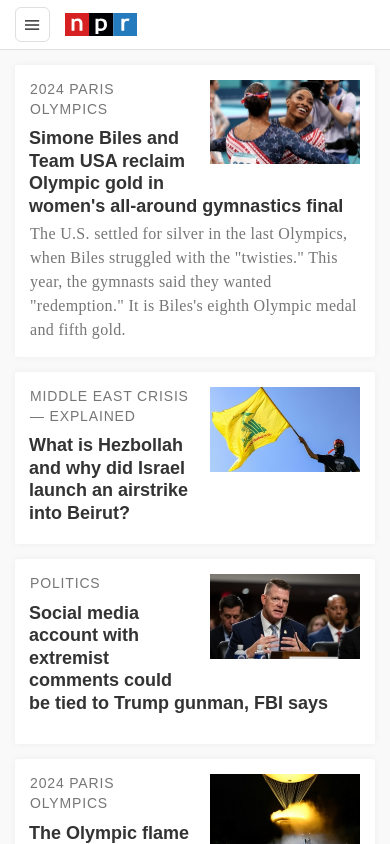 npr
2024 PARIS
OLYMPICS
Simone Biles and
Team USA reclaim
Olympic gold in
women's all-around gymnastics final
The U.S. settled for silver in the last Olympics,
when Biles struggled with the "twisties." This
year, the gymnasts said they wanted
"redemption." It is Biles's eighth Olympic medal
and fifth gold.
MIDDLE EAST CRISIS
— EXPLAINED
What is Hezbollah
and why did Israel
launch an airstrike
into Beirut?
POLITICS
Social media
account with
extremist
comments could
be tied to Trump gunman, FBI says
2024 PARIS
OLYMPICS
The Olympic flame